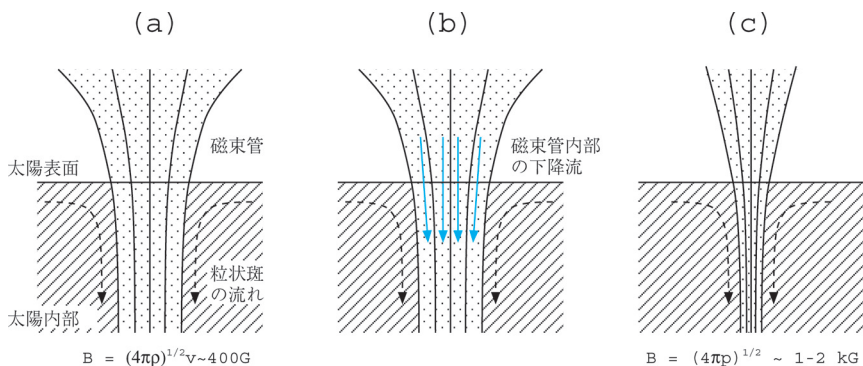 (a)
(b)
(c)
太陽表面
磁束管
磁束管内部
の下降流
粒状斑
の流れ
太陽内部
B = (4πρ)^1/2 v~400G
B = (4πp)^1/2 ~ 1-2 kG